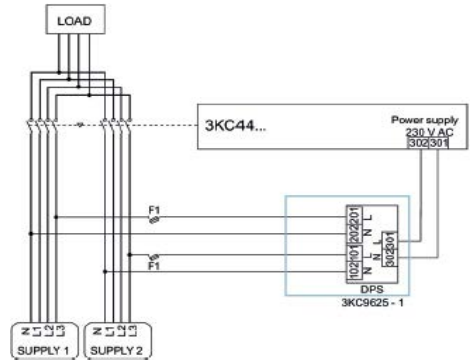 LOAD
3KC44...
Power supply
230 V AC
302 301
F1
201 L
202 N
101 L
102 N
L 301
N 302
F1
DPS
3KC9625 - 1
N L1 L2 L3
N L1 L2 L3
SUPPLY 1
SUPPLY 2